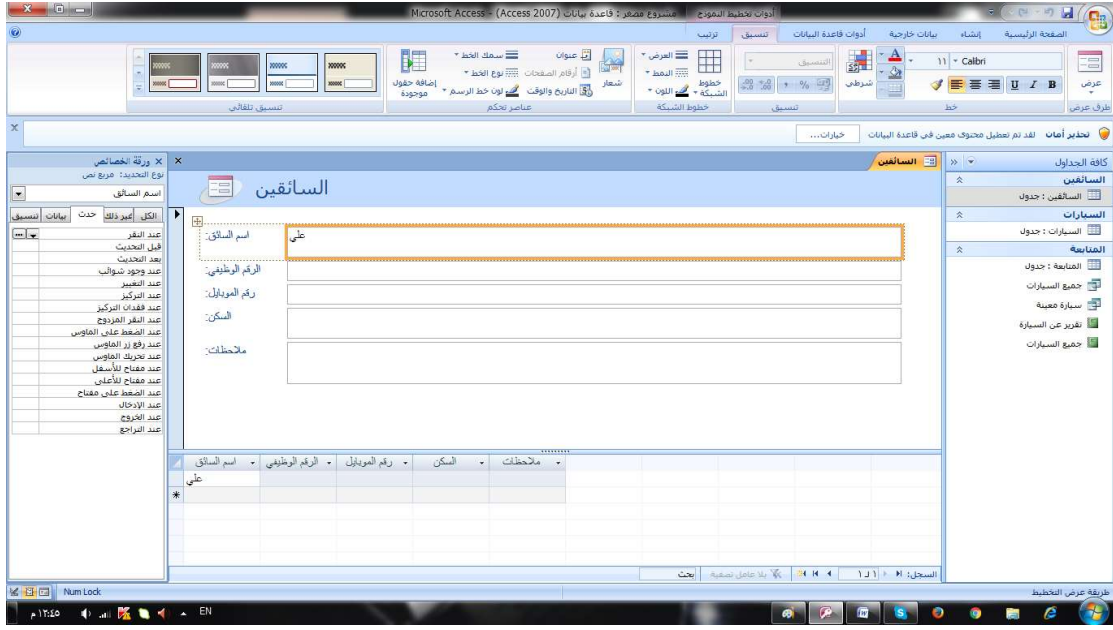 مشروع مصغر : قاعدة بيانات (Access 2007) - Microsoft Access
أدوات تخطيط النموذج
الصفحة الرئيسية
إنشاء
بيانات خارجية
أدوات قاعدة البيانات
تنسيق
ترتيب
عرض
Calibri
11
B I U
شرطي
التنسيق
خطوط الشبكة
العرض
النمط
اللون
شعار
عنوان
أرقام الصفحات
التاريخ والوقت
سمك الخط
نوع الخط
لون خط الرسم
إضافة حقول موجودة
طرق عرض
خط
تنسيق
خطوط الشبكة
عناصر تحكم
تنسيق تلقائي
تحذير أمان لقد تم تعطيل محتوى معين في قاعدة البيانات
خيارات...
كافة الجداول
السائقين
السائقين : جدول
السيارات
السيارات : جدول
المتابعة
المتابعة : جدول
جميع السيارات
سيارة معينة
تقرير عن السيارة
جميع السيارات
السائقين
السائقين
اسم السائق:
علي
الرقم الوظيفي:
رقم الموبايل:
السكن:
ملاحظات:
اسم السائق
الرقم الوظيفي
رقم الموبايل
السكن
ملاحظات
علي
السجل:
1 لـ 1
بلا عامل تصفية
بحث
ورقة الخصائص
نوع التحديد: مربع نص
اسم السائق
تنسيق
بيانات
حدث
غير ذلك
الكل
عند النقر
قبل التحديث
بعد التحديث
عند وجود شوائب
عند التغيير
عند التركيز
عند فقدان التركيز
عند النقر المزدوج
عند الضغط على الماوس
عند رفع زر الماوس
عند تحريك الماوس
عند مفتاح للأسفل
عند مفتاح للأعلى
عند الضغط على مفتاح
عند الإدخال
عند الخروج
عند التراجع
طريقة عرض التخطيط
Num Lock
EN
١٢:٤٥ م